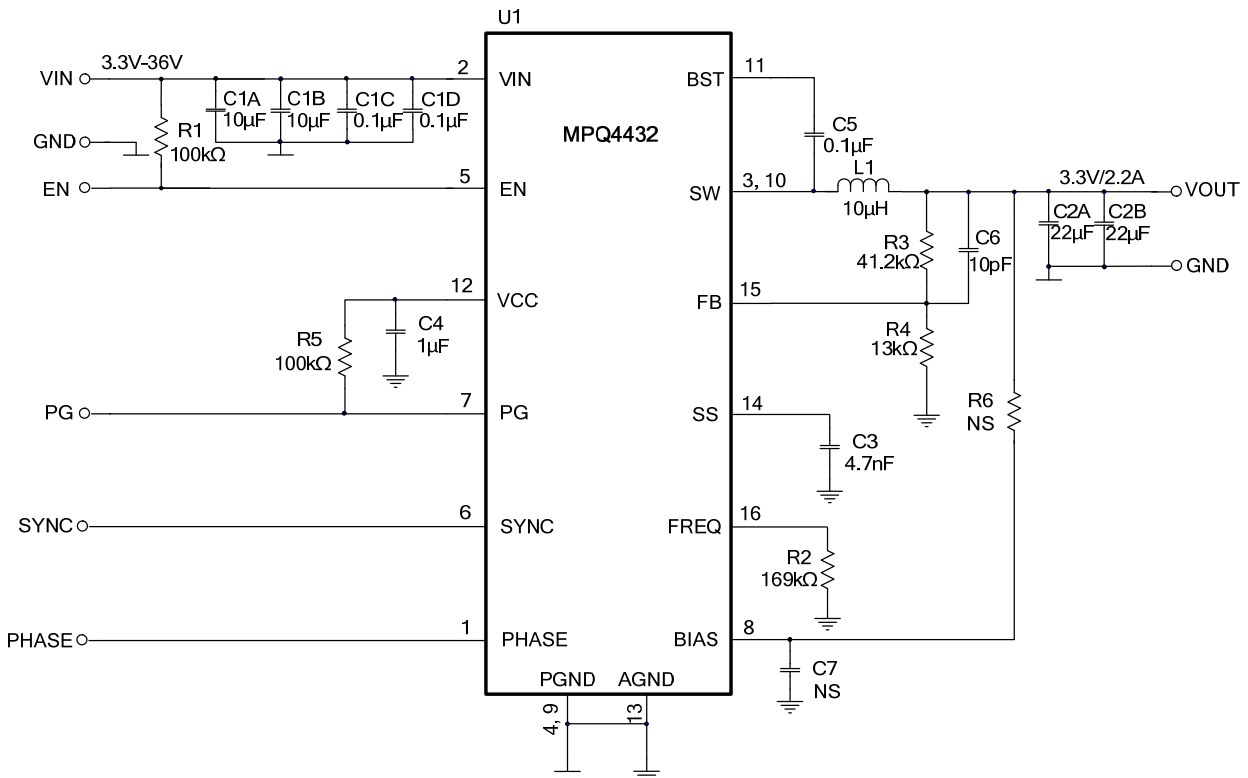 U1
3.3V-36V
VIN
2
VIN
BST
11
C1A
10µF
C1B
10µF
C1C
0.1µF
C1D
0.1µF
R1
100kΩ
GND
MPQ4432
C5
0.1µF
L1
10µH
EN
5
EN
SW
3, 10
3.3V/2.2A
VOUT
C2A
22µF
C2B
22µF
R3
41.2kΩ
C6
10pF
GND
12
VCC
FB
15
R5
100kΩ
C4
1µF
R4
13kΩ
R6
NS
PG
7
PG
SS
14
C3
4.7nF
SYNC
6
SYNC
FREQ
16
R2
169kΩ
PHASE
1
PHASE
BIAS
8
C7
NS
PGND
AGND
4, 9
13